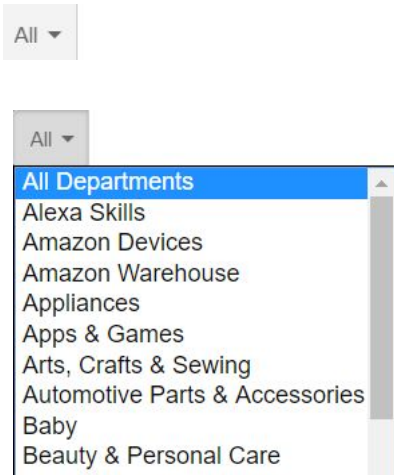 All
All
All Departments
Alexa Skills
Amazon Devices
Amazon Warehouse
Appliances
Apps & Games
Arts, Crafts & Sewing
Automotive Parts & Accessories
Baby
Beauty & Personal Care